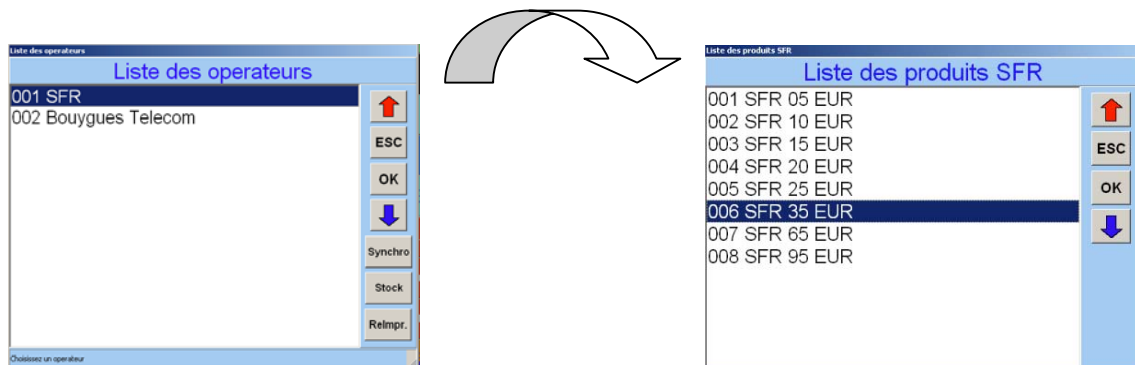 Liste des operateurs
Liste des operateurs
001 SFR
002 Bouygues Telecom
ESC
OK
Synchro
Stock
ReImpr.
Choisissez un operateur
Liste des produits SFR
Liste des produits SFR
001 SFR 05 EUR
002 SFR 10 EUR
003 SFR 15 EUR
004 SFR 20 EUR
005 SFR 25 EUR
006 SFR 35 EUR
007 SFR 65 EUR
008 SFR 95 EUR
ESC
OK